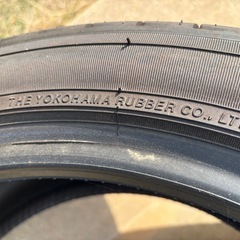 THE YOKOHAMA RUBBER CO., LT